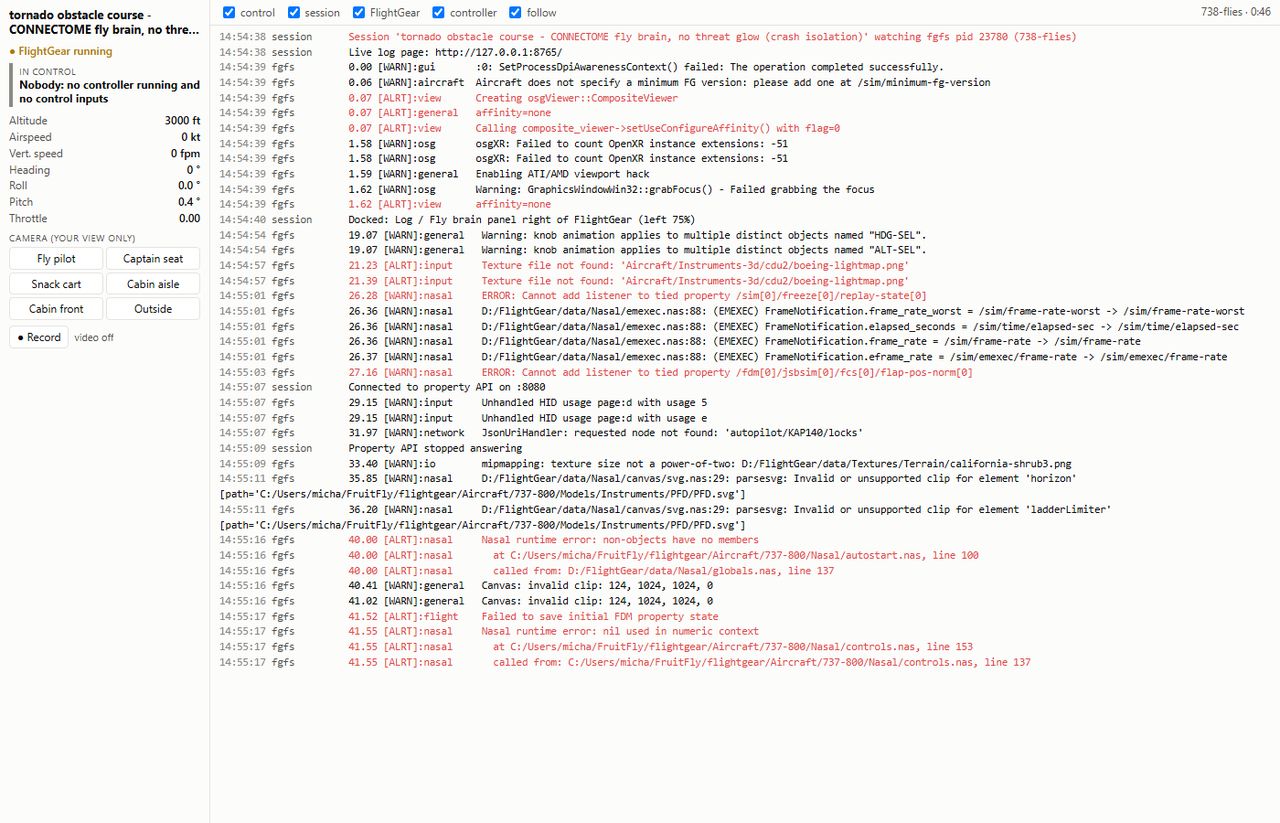 tornado obstacle course -
CONNECTOME fly brain, no thre...
● FlightGear running
IN CONTROL
Nobody: no controller running and
no control inputs
Altitude 3000 ft
Airspeed 0 kt
Vert. speed 0 fpm
Heading 0 °
Roll 0.0 °
Pitch 0.4 °
Throttle 0.00
CAMERA (YOUR VIEW ONLY)
Fly pilot Captain seat
Snack cart Cabin aisle
Cabin front Outside
● Record video off
control session FlightGear controller follow 738-flies · 0:46
14:54:38 session Session 'tornado obstacle course - CONNECTOME fly brain, no threat glow (crash isolation)' watching fgfs pid 23780 (738-flies)
14:54:38 session Live log page: http://127.0.0.1:8765/
14:54:39 fgfs 0.00 [WARN]:gui :0: SetProcessDpiAwarenessContext() failed: The operation completed successfully.
14:54:39 fgfs 0.06 [WARN]:aircraft Aircraft does not specify a minimum FG version: please add one at /sim/minimum-fg-version
14:54:39 fgfs 0.07 [ALRT]:view Creating osgViewer::CompositeViewer
14:54:39 fgfs 0.07 [ALRT]:general affinity=none
14:54:39 fgfs 0.07 [ALRT]:view Calling composite_viewer->setUseConfigureAffinity() with flag=0
14:54:39 fgfs 1.58 [WARN]:osg osgXR: Failed to count OpenXR instance extensions: -51
14:54:39 fgfs 1.58 [WARN]:osg osgXR: Failed to count OpenXR instance extensions: -51
14:54:39 fgfs 1.59 [WARN]:general Enabling ATI/AMD viewport hack
14:54:39 fgfs 1.62 [WARN]:osg Warning: GraphicsWindowWin32::grabFocus() - Failed grabbing the focus
14:54:39 fgfs 1.62 [ALRT]:view affinity=none
14:54:40 session Docked: Log / Fly brain panel right of FlightGear (left 75%)
14:54:54 fgfs 19.07 [WARN]:general Warning: knob animation applies to multiple distinct objects named "HDG-SEL".
14:54:54 fgfs 19.07 [WARN]:general Warning: knob animation applies to multiple distinct objects named "ALT-SEL".
14:54:57 fgfs 21.23 [ALRT]:input Texture file not found: 'Aircraft/Instruments-3d/cdu2/boeing-lightmap.png'
14:54:57 fgfs 21.39 [ALRT]:input Texture file not found: 'Aircraft/Instruments-3d/cdu2/boeing-lightmap.png'
14:55:01 fgfs 26.28 [WARN]:nasal ERROR: Cannot add listener to tied property /sim[0]/freeze[0]/replay-state[0]
14:55:01 fgfs 26.36 [WARN]:nasal D:/FlightGear/data/Nasal/emexec.nas:88: (EMEXEC) FrameNotification.frame_rate_worst = /sim/frame-rate-worst -> /sim/frame-rate-worst
14:55:01 fgfs 26.36 [WARN]:nasal D:/FlightGear/data/Nasal/emexec.nas:88: (EMEXEC) FrameNotification.elapsed_seconds = /sim/time/elapsed-sec -> /sim/time/elapsed-sec
14:55:01 fgfs 26.36 [WARN]:nasal D:/FlightGear/data/Nasal/emexec.nas:88: (EMEXEC) FrameNotification.frame_rate = /sim/frame-rate -> /sim/frame-rate
14:55:01 fgfs 26.37 [WARN]:nasal D:/FlightGear/data/Nasal/emexec.nas:88: (EMEXEC) FrameNotification.eframe_rate = /sim/emexec/frame-rate -> /sim/emexec/frame-rate
14:55:03 fgfs 27.16 [WARN]:nasal ERROR: Cannot add listener to tied property /fdm[0]/jsbsim[0]/fcs[0]/flap-pos-norm[0]
14:55:07 session Connected to property API on :8080
14:55:07 fgfs 29.15 [WARN]:input Unhandled HID usage page:d with usage 5
14:55:07 fgfs 29.15 [WARN]:input Unhandled HID usage page:d with usage e
14:55:07 fgfs 31.97 [WARN]:network JsonUriHandler: requested node not found: 'autopilot/KAP140/locks'
14:55:09 session Property API stopped answering
14:55:09 fgfs 33.40 [WARN]:io mipmapping: texture size not a power-of-two: D:/FlightGear/data/Textures/Terrain/california-shrub3.png
14:55:11 fgfs 35.85 [WARN]:nasal D:/FlightGear/data/Nasal/canvas/svg.nas:29: parsesvg: Invalid or unsupported clip for element 'horizon'
[path='C:/Users/micha/FruitFly/flightgear/Aircraft/737-800/Models/Instruments/PFD/PFD.svg']
14:55:11 fgfs 36.20 [WARN]:nasal D:/FlightGear/data/Nasal/canvas/svg.nas:29: parsesvg: Invalid or unsupported clip for element 'ladderLimiter'
[path='C:/Users/micha/FruitFly/flightgear/Aircraft/737-800/Models/Instruments/PFD/PFD.svg']
14:55:16 fgfs 40.00 [ALRT]:nasal Nasal runtime error: non-objects have no members
14:55:16 fgfs 40.00 [ALRT]:nasal at C:/Users/micha/FruitFly/flightgear/Aircraft/737-800/Nasal/autostart.nas, line 100
14:55:16 fgfs 40.00 [ALRT]:nasal called from: D:/FlightGear/data/Nasal/globals.nas, line 137
14:55:16 fgfs 40.41 [WARN]:general Canvas: invalid clip: 124, 1024, 1024, 0
14:55:16 fgfs 41.02 [WARN]:general Canvas: invalid clip: 124, 1024, 1024, 0
14:55:17 fgfs 41.52 [ALRT]:flight Failed to save initial FDM property state
14:55:17 fgfs 41.55 [ALRT]:nasal Nasal runtime error: nil used in numeric context
14:55:17 fgfs 41.55 [ALRT]:nasal at C:/Users/micha/FruitFly/flightgear/Aircraft/737-800/Nasal/controls.nas, line 153
14:55:17 fgfs 41.55 [ALRT]:nasal called from: C:/Users/micha/FruitFly/flightgear/Aircraft/737-800/Nasal/controls.nas, line 137